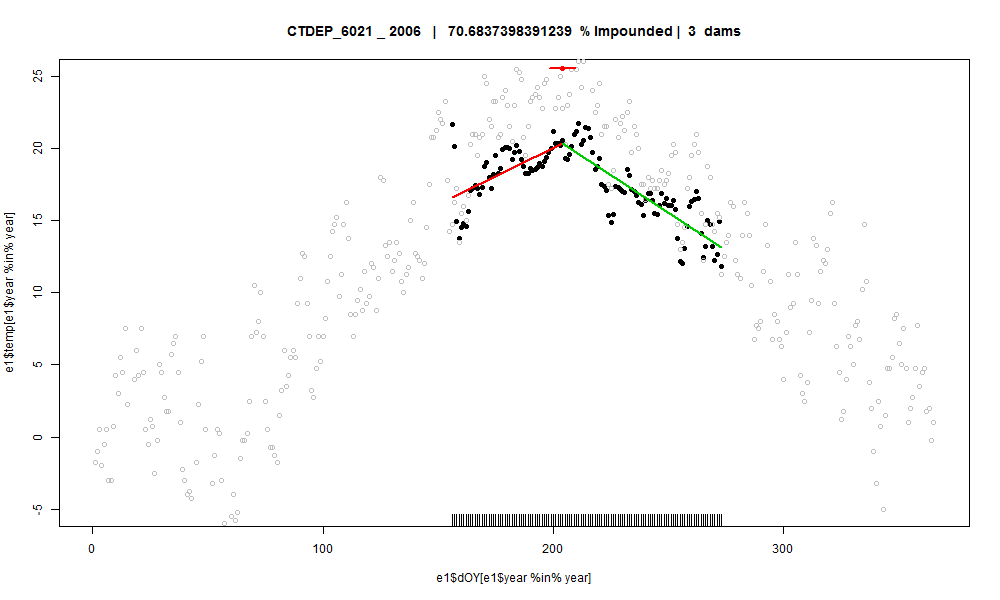 CTDEP_6021 _ 2006 | 70.6837398391239 % Impounded | 3 dams
e1$temp[e1$year %in% year]
25
20
15
10
5
0
-5
0 100 200 300
e1$dOY[e1$year %in% year]